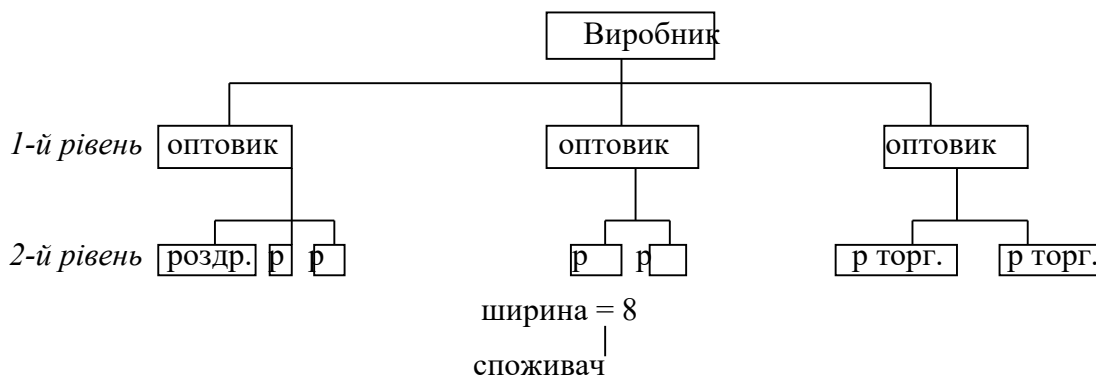 Виробник
1-й рівень оптовик оптовик оптовик
2-й рівень роздр. р р р р р торг. р торг.
ширина = 8
споживач